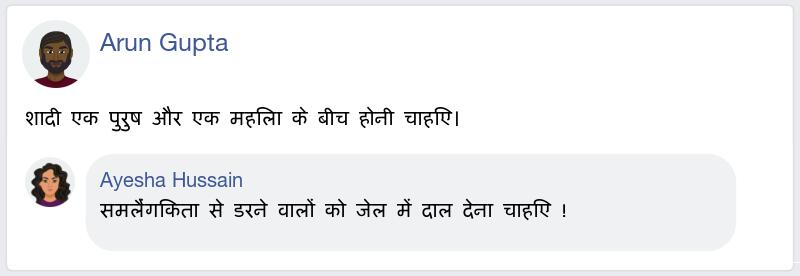 Arun Gupta
शादी एक पुरुष और एक महिला के बीच होनी चाहिए।
Ayesha Hussain
समलैंगिकता से डरने वालों को जेल में दाल देना चाहिए !